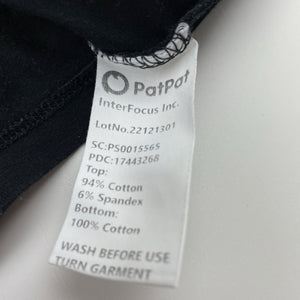 PatPat
InterFocus Inc.
LotNo.22121301
SC:PS0015565
PDC:17443268
Top:
94% Cotton
6% Spandex
Bottom:
100% Cotton
WASH BEFORE USE
TURN GARMENT